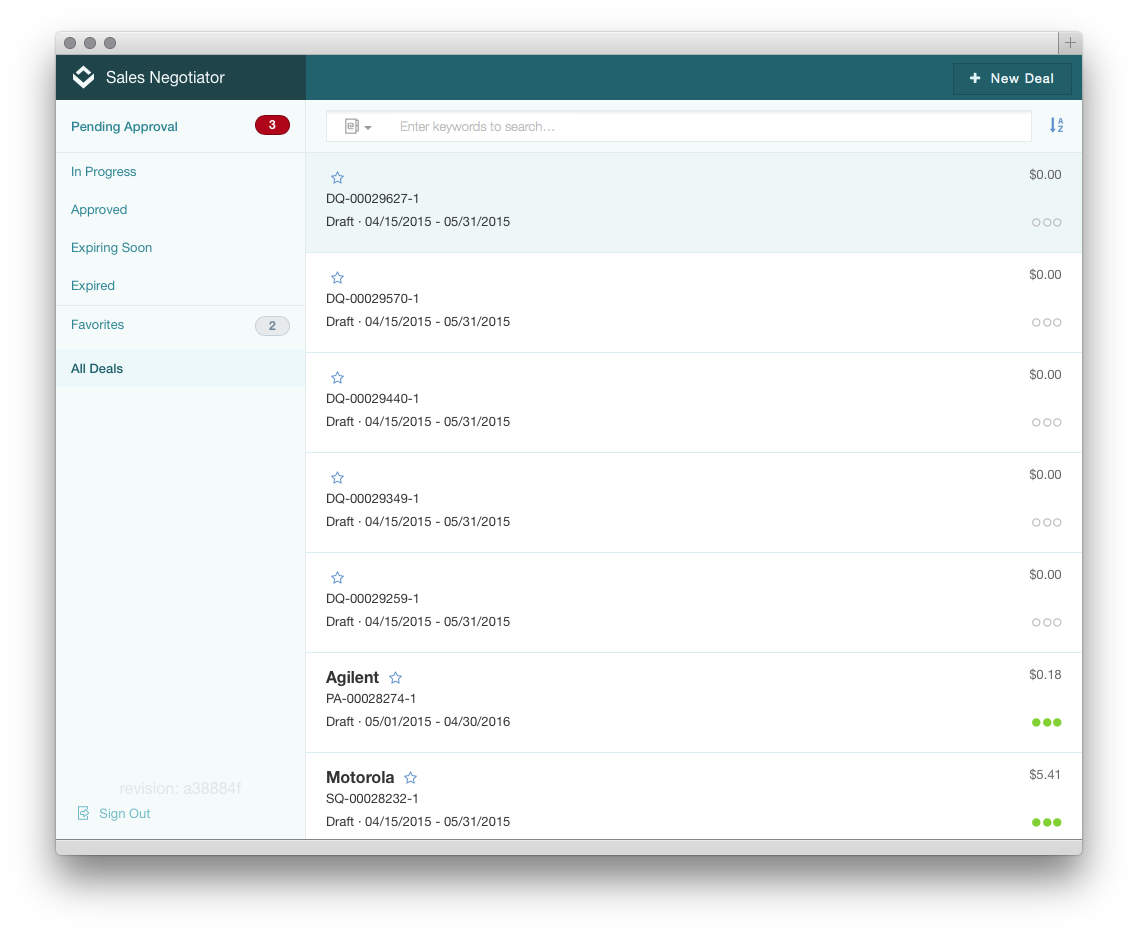 Sales Negotiator
+ New Deal
Pending Approval 3
In Progress
Approved
Expiring Soon
Expired
Favorites 2
All Deals
revision: a38884f
Sign Out
Enter keywords to search...
A
Z
$0.00
DQ-00029627-1
Draft · 04/15/2015 - 05/31/2015
$0.00
DQ-00029570-1
Draft · 04/15/2015 - 05/31/2015
$0.00
DQ-00029440-1
Draft · 04/15/2015 - 05/31/2015
$0.00
DQ-00029349-1
Draft · 04/15/2015 - 05/31/2015
$0.00
DQ-00029259-1
Draft · 04/15/2015 - 05/31/2015
Agilent $0.18
PA-00028274-1
Draft · 05/01/2015 - 04/30/2016
Motorola $5.41
SQ-00028232-1
Draft · 04/15/2015 - 05/31/2015